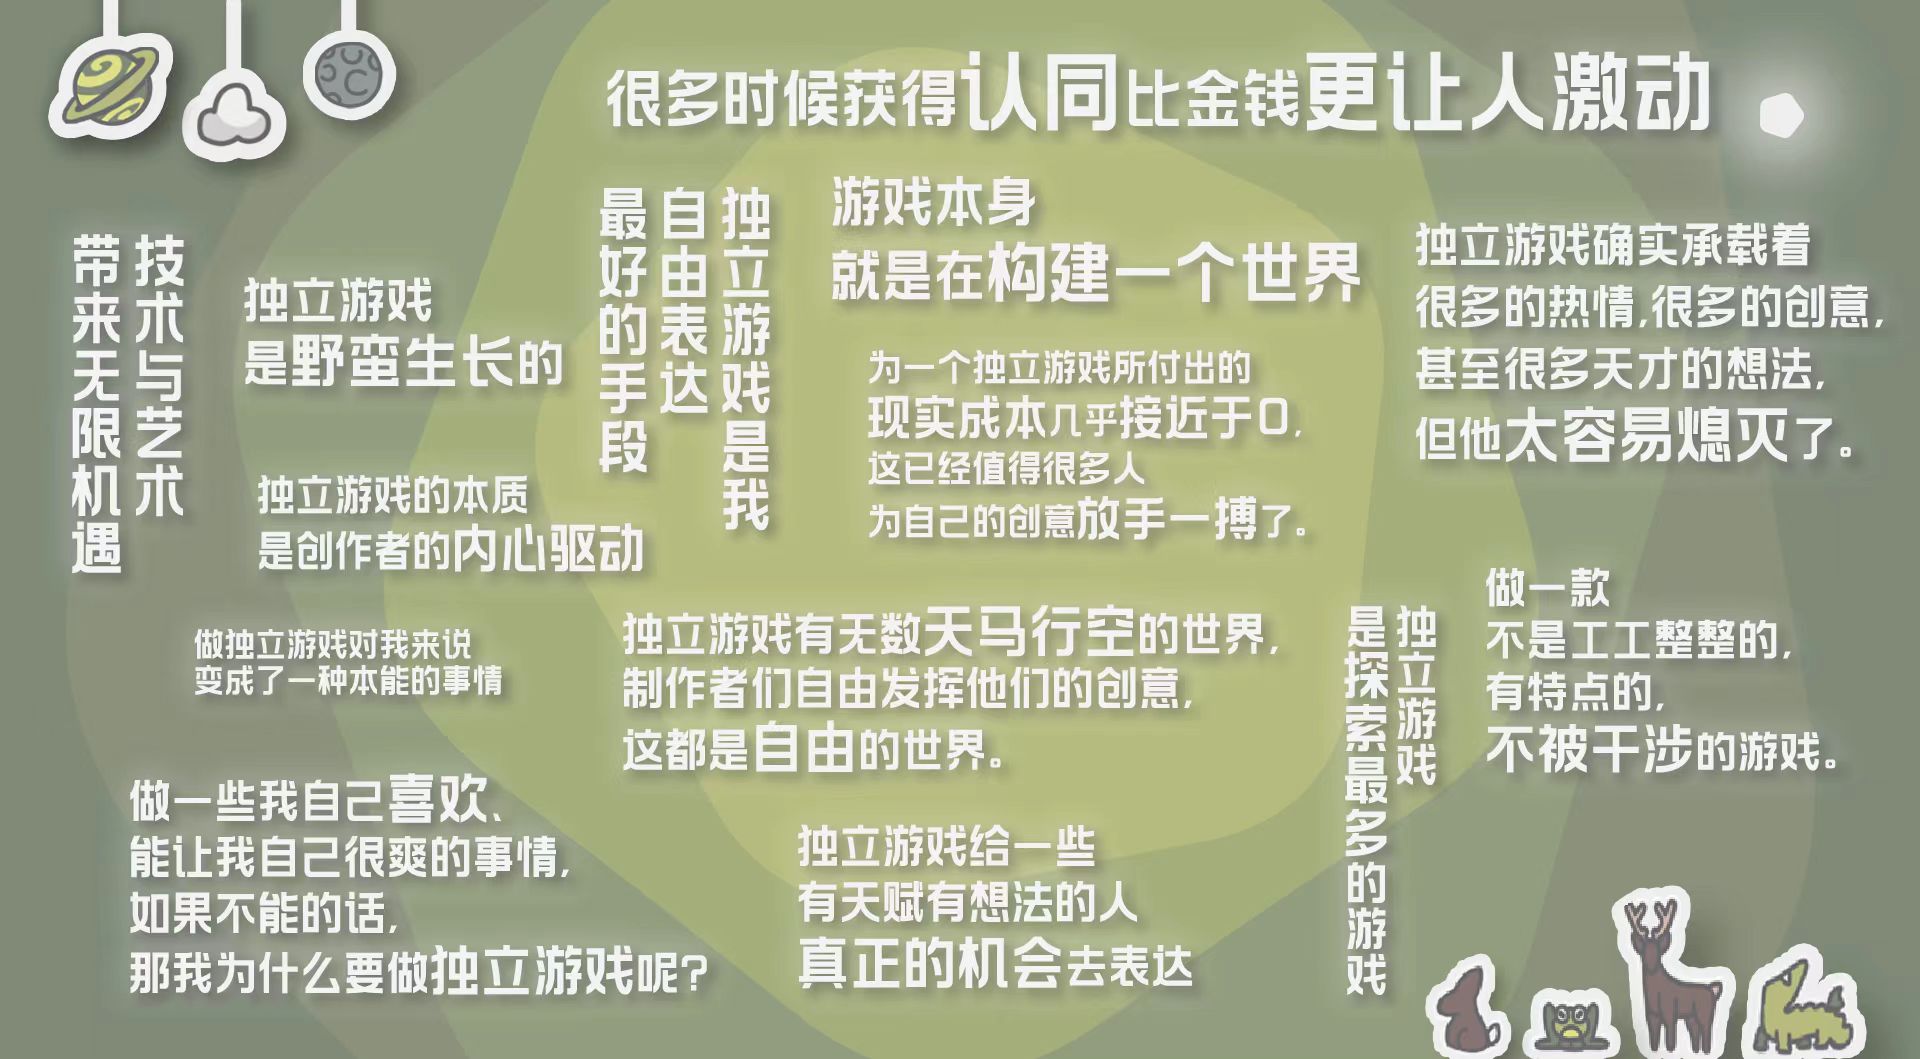 很多时候获得认同比金钱更让人激动
技术与艺术
带来无限机遇
独立游戏
是野蛮生长的
独立游戏的本质
是创作者的内心驱动
独立游戏是我
自由表达
最好的手段
游戏本身
就是在构建一个世界
为一个独立游戏所付出的
现实成本几乎接近于0,
这已经值得很多人
为自己的创意放手一搏了。
独立游戏确实承载着
很多的热情,很多的创意,
甚至很多天才的想法,
但他太容易熄灭了。
做独立游戏对我来说
变成了一种本能的事情
独立游戏有无数天马行空的世界,
制作者们自由发挥他们的创意,
这都是自由的世界。
独立游戏
是探索最多的游戏
做一款
不是工工整整的,
有特点的,
不被干涉的游戏。
做一些我自己喜欢、
能让我自己很爽的事情,
如果不能的话,
那我为什么要做独立游戏呢?
独立游戏给一些
有天赋有想法的人
真正的机会去表达